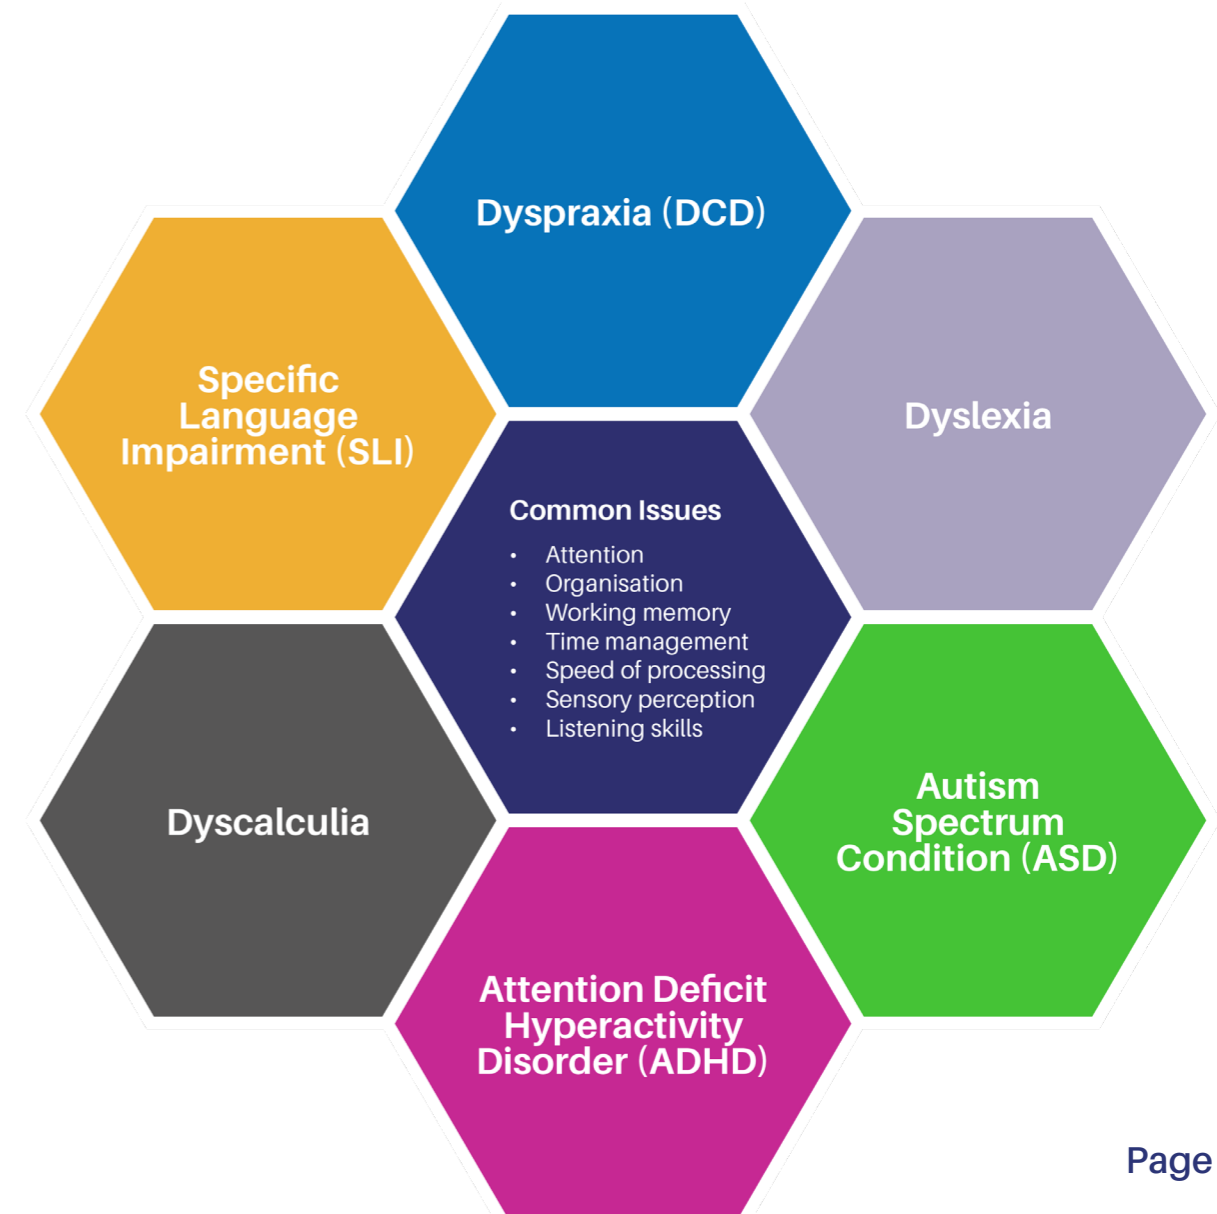 Dyspraxia (DCD)
Specific
Language
Impairment (SLI)
Dyslexia
Common Issues
• Attention
• Organisation
• Working memory
• Time management
• Speed of processing
• Sensory perception
• Listening skills
Dyscalculia
Autism
Spectrum
Condition (ASD)
Attention Deficit
Hyperactivity
Disorder (ADHD)
Page